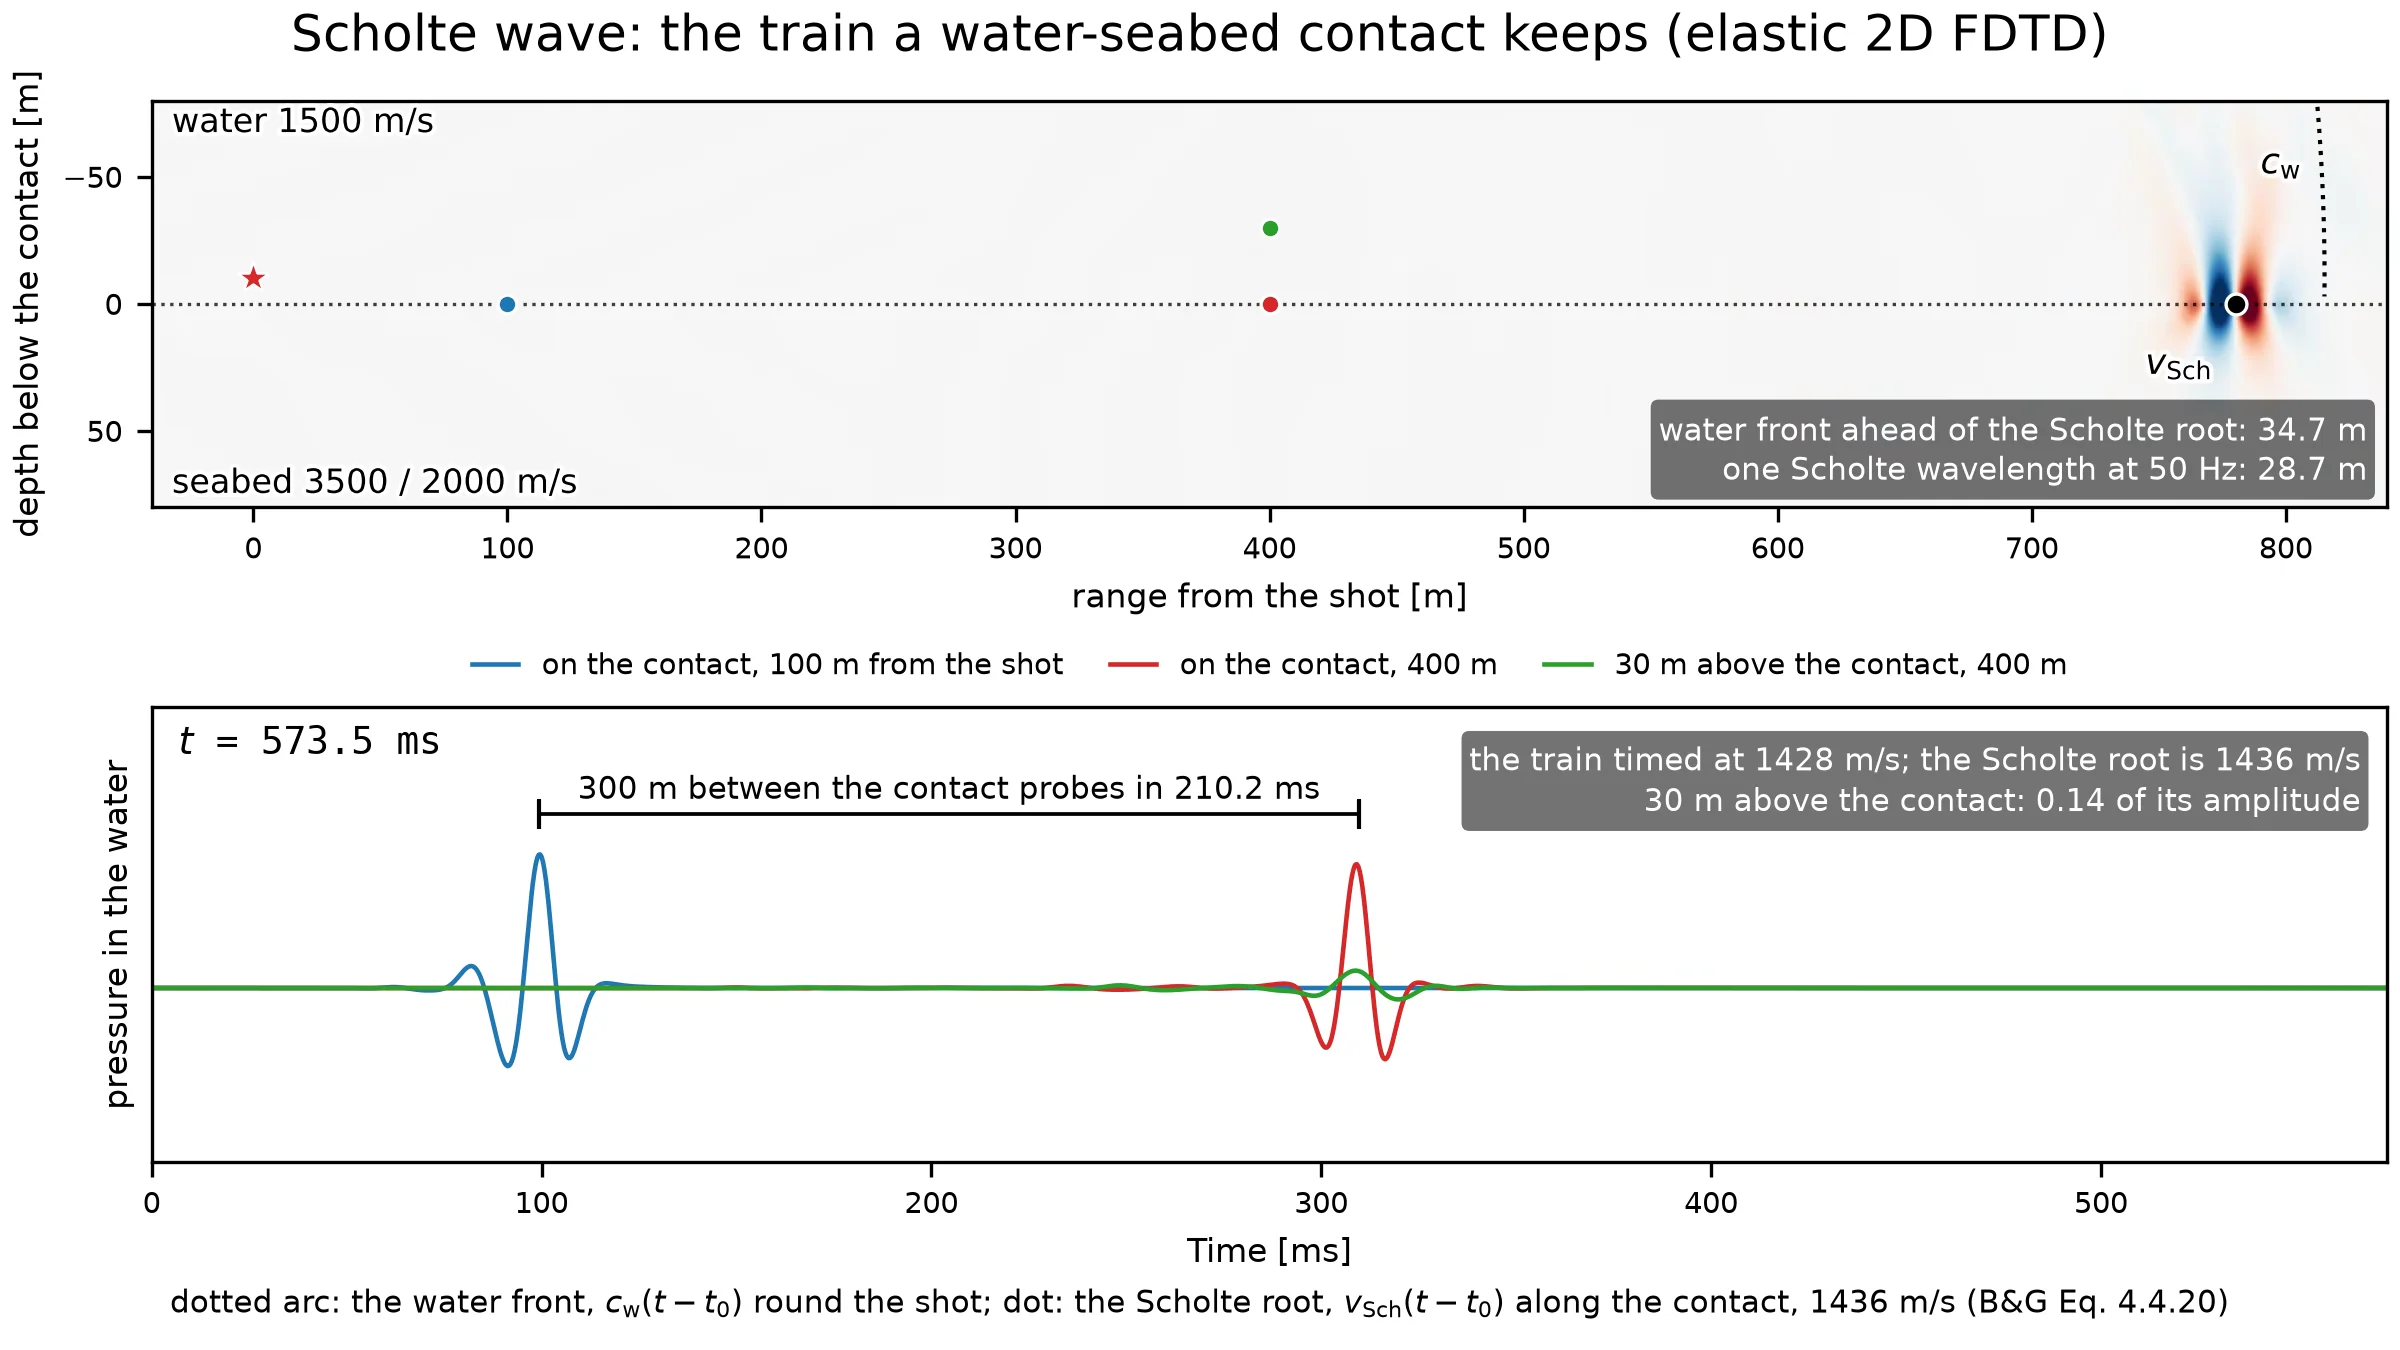 Scholte wave: the train a water-seabed contact keeps (elastic 2D FDTD)
depth below the contact [m]
−50
0
50
water 1500 m/s
c_w
v_Sch
seabed 3500 / 2000 m/s
water front ahead of the Scholte root: 34.7 m
one Scholte wavelength at 50 Hz: 28.7 m
0 100 200 300 400 500 600 700 800
range from the shot [m]
on the contact, 100 m from the shot
on the contact, 400 m
30 m above the contact, 400 m
pressure in the water
t = 573.5 ms
300 m between the contact probes in 210.2 ms
the train timed at 1428 m/s; the Scholte root is 1436 m/s
30 m above the contact: 0.14 of its amplitude
0 100 200 300 400 500
Time [ms]
dotted arc: the water front, c_w(t − t_0) round the shot; dot: the Scholte root, v_Sch(t − t_0) along the contact, 1436 m/s (B&G Eq. 4.4.20)